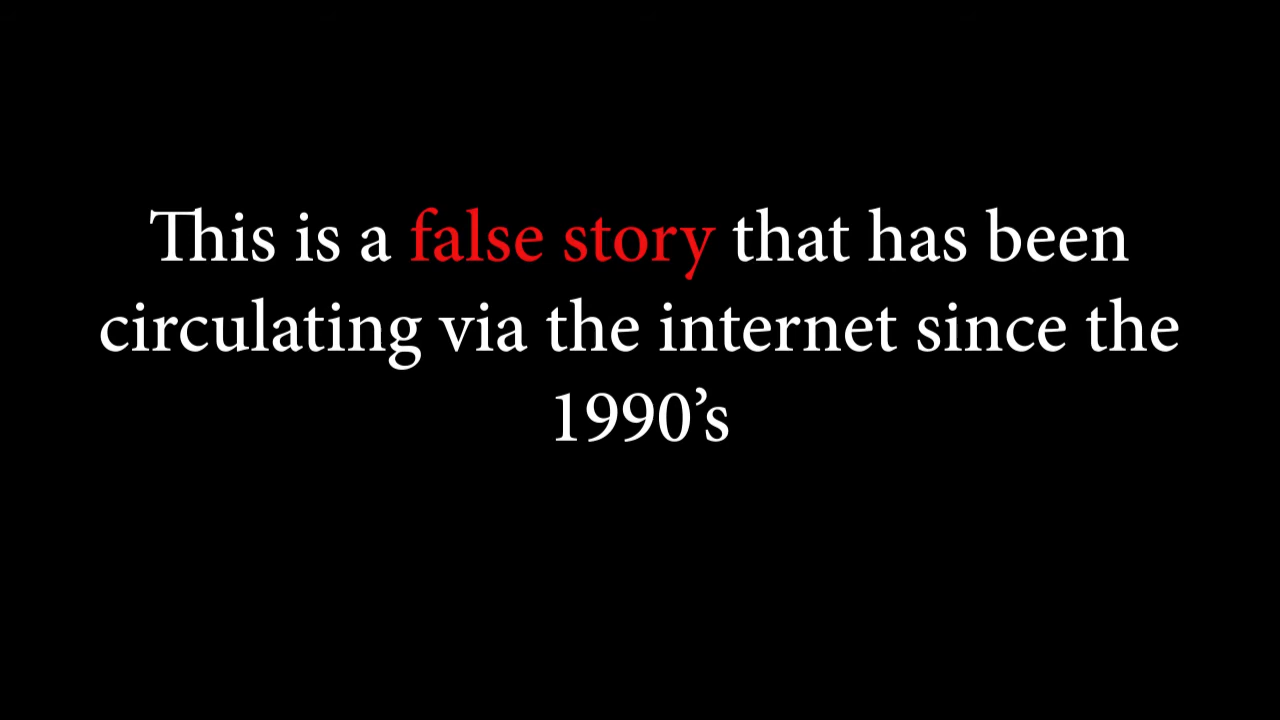 This is a false story that has been
circulating via the internet since the
1990’s